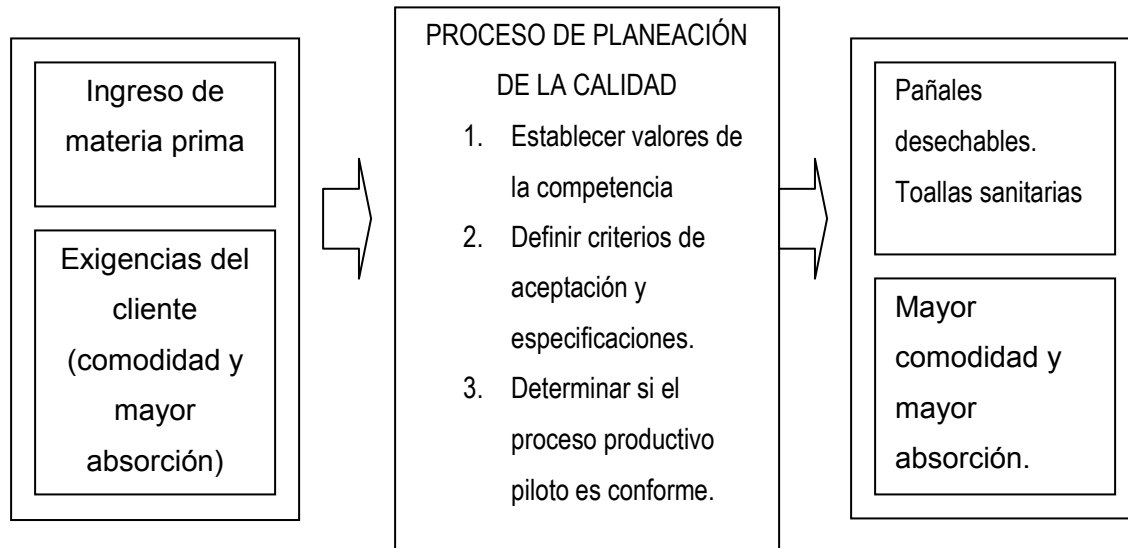 Ingreso de
materia prima
Exigencias del
cliente
(comodidad y
mayor
absorción)
PROCESO DE PLANEACIÓN
DE LA CALIDAD
1. Establecer valores de
la competencia
2. Definir criterios de
aceptación y
especificaciones.
3. Determinar si el
proceso productivo
piloto es conforme.
Pañales
desechables.
Toallas sanitarias
Mayor
comodidad y
mayor
absorción.